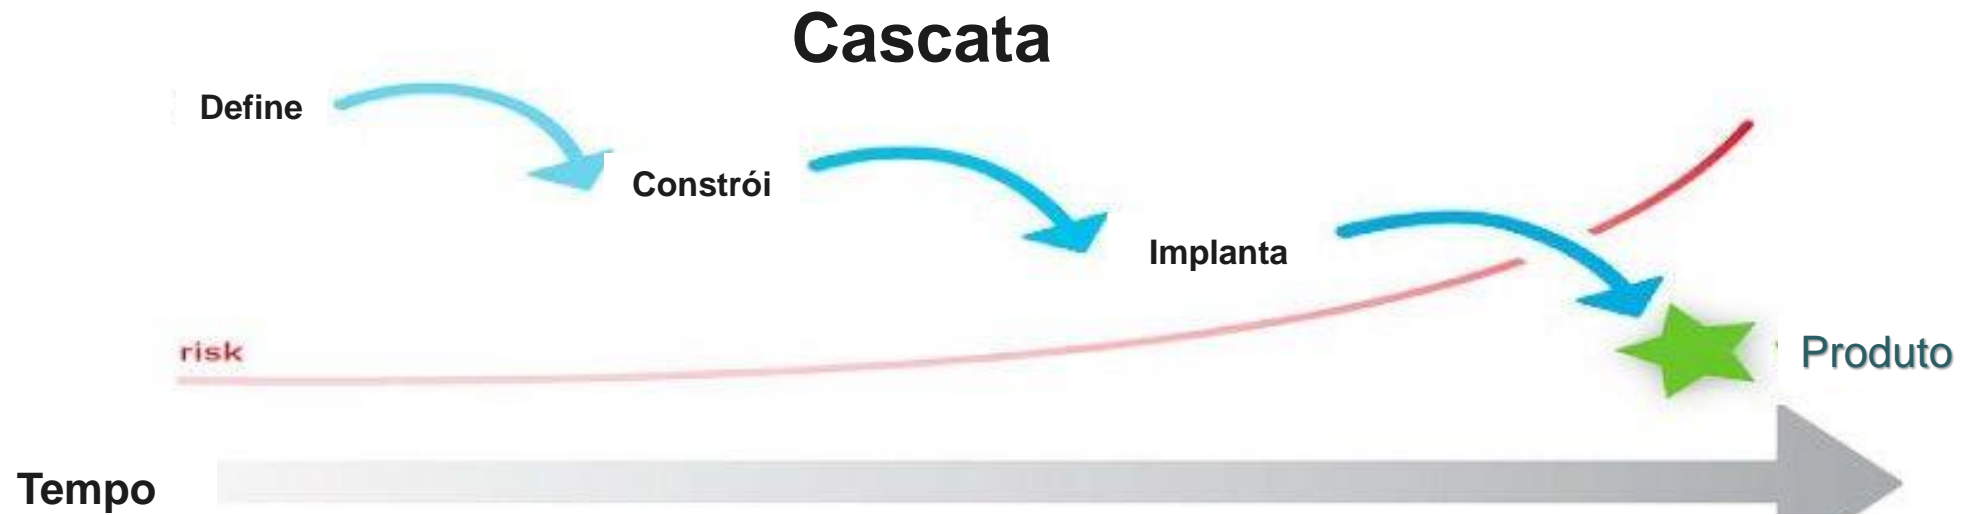 Cascata
Define
Constrói
Implanta
risk
Produto
Tempo